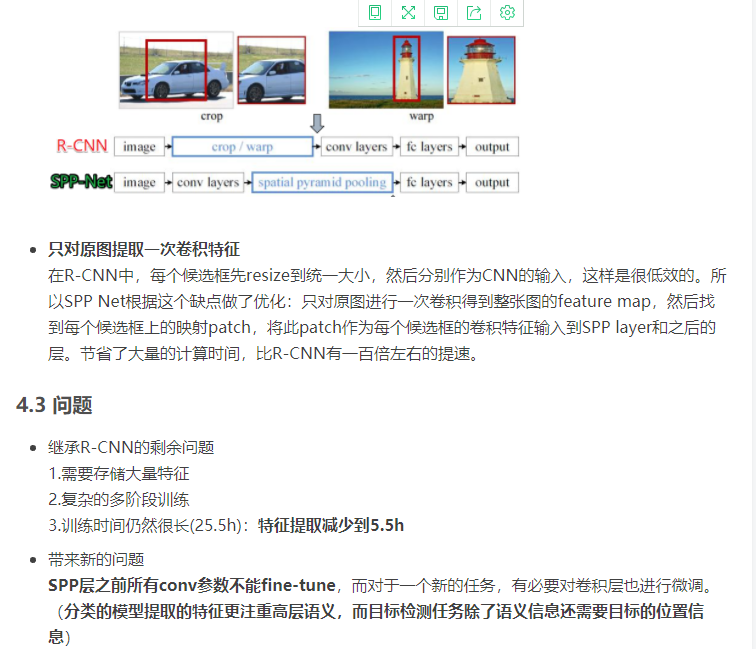 crop
warp
R-CNN image crop / warp conv layers fc layers output
SPP-Net image conv layers spatial pyramid pooling fc layers output
只对原图提取一次卷积特征
在R-CNN中，每个候选框先resize到统一大小，然后分别作为CNN的输入，这样是很低效的。所
以SPP Net根据这个缺点做了优化：只对原图进行一次卷积得到整张图的feature map，然后找
到每个候选框上的映射patch，将此patch作为每个候选框的卷积特征输入到SPP layer和之后的
层。节省了大量的计算时间，比R-CNN有一百倍左右的提速。
4.3 问题
继承R-CNN的剩余问题
1.需要存储大量特征
2.复杂的多阶段训练
3.训练时间仍然很长(25.5h)：特征提取减少到5.5h
带来新的问题
SPP层之前所有conv参数不能fine-tune，而对于一个新的任务，有必要对卷积层也进行微调。
（分类的模型提取的特征更注重高层语义，而目标检测任务除了语义信息还需要目标的位置信
息）